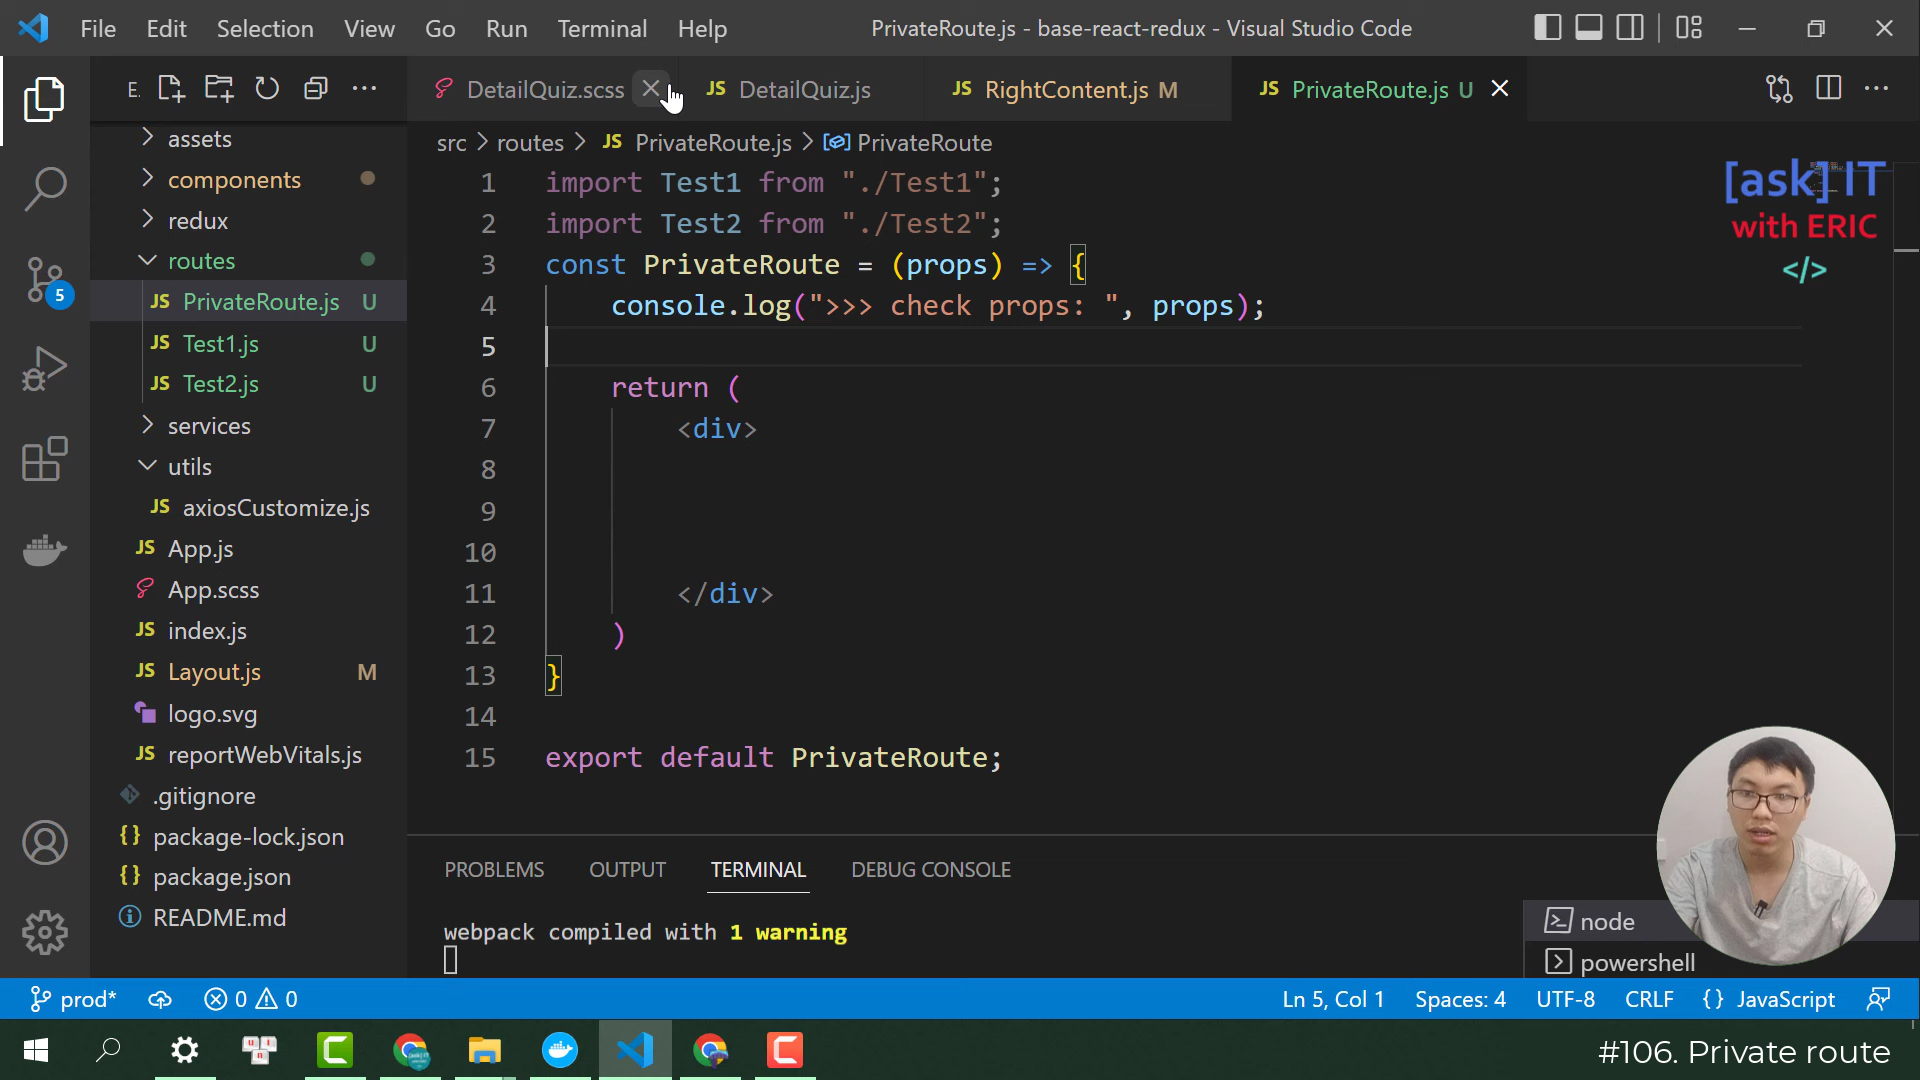 File Edit Selection View Go Run Terminal Help PrivateRoute.js - base-react-redux - Visual Studio Code
E.
DetailQuiz.scss JS DetailQuiz.js JS RightContent.js M JS PrivateRoute.js U
src > routes > JS PrivateRoute.js > PrivateRoute
assets
components
redux
routes
JS PrivateRoute.js U
JS Test1.js U
JS Test2.js U
services
utils
JS axiosCustomize.js
JS App.js
App.scss
JS index.js
JS Layout.js M
logo.svg
JS reportWebVitals.js
.gitignore
{} package-lock.json
{} package.json
README.md
5
1 import Test1 from "./Test1";
2 import Test2 from "./Test2";
3 const PrivateRoute = (props) => {
4 console.log(">>> check props: ", props);
5
6 return (
7 <div>
8
9
10
11 </div>
12 )
13 }
14
15 export default PrivateRoute;
[ask] IT
with ERIC
</>
PROBLEMS OUTPUT TERMINAL DEBUG CONSOLE
webpack compiled with 1 warning
node
powershell
prod* 0 0 Ln 5, Col 1 Spaces: 4 UTF-8 CRLF {} JavaScript
#106. Private route